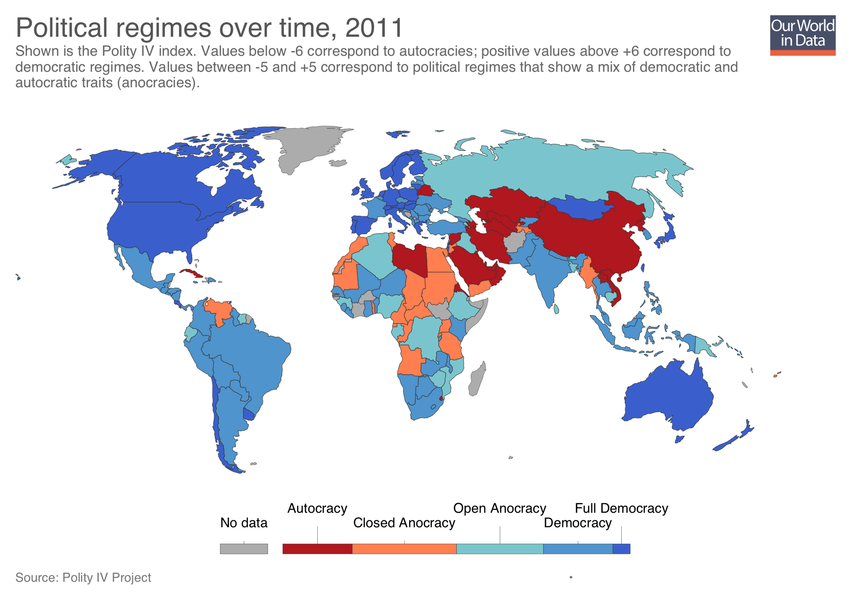 Political regimes over time, 2011
Our World
in Data
Shown is the Polity IV index. Values below -6 correspond to autocracies; positive values above +6 correspond to
democratic regimes. Values between -5 and +5 correspond to political regimes that show a mix of democratic and
autocratic traits (anocracies).
Autocracy
Open Anocracy
Full Democracy
No data
Closed Anocracy
Democracy
Source: Polity IV Project